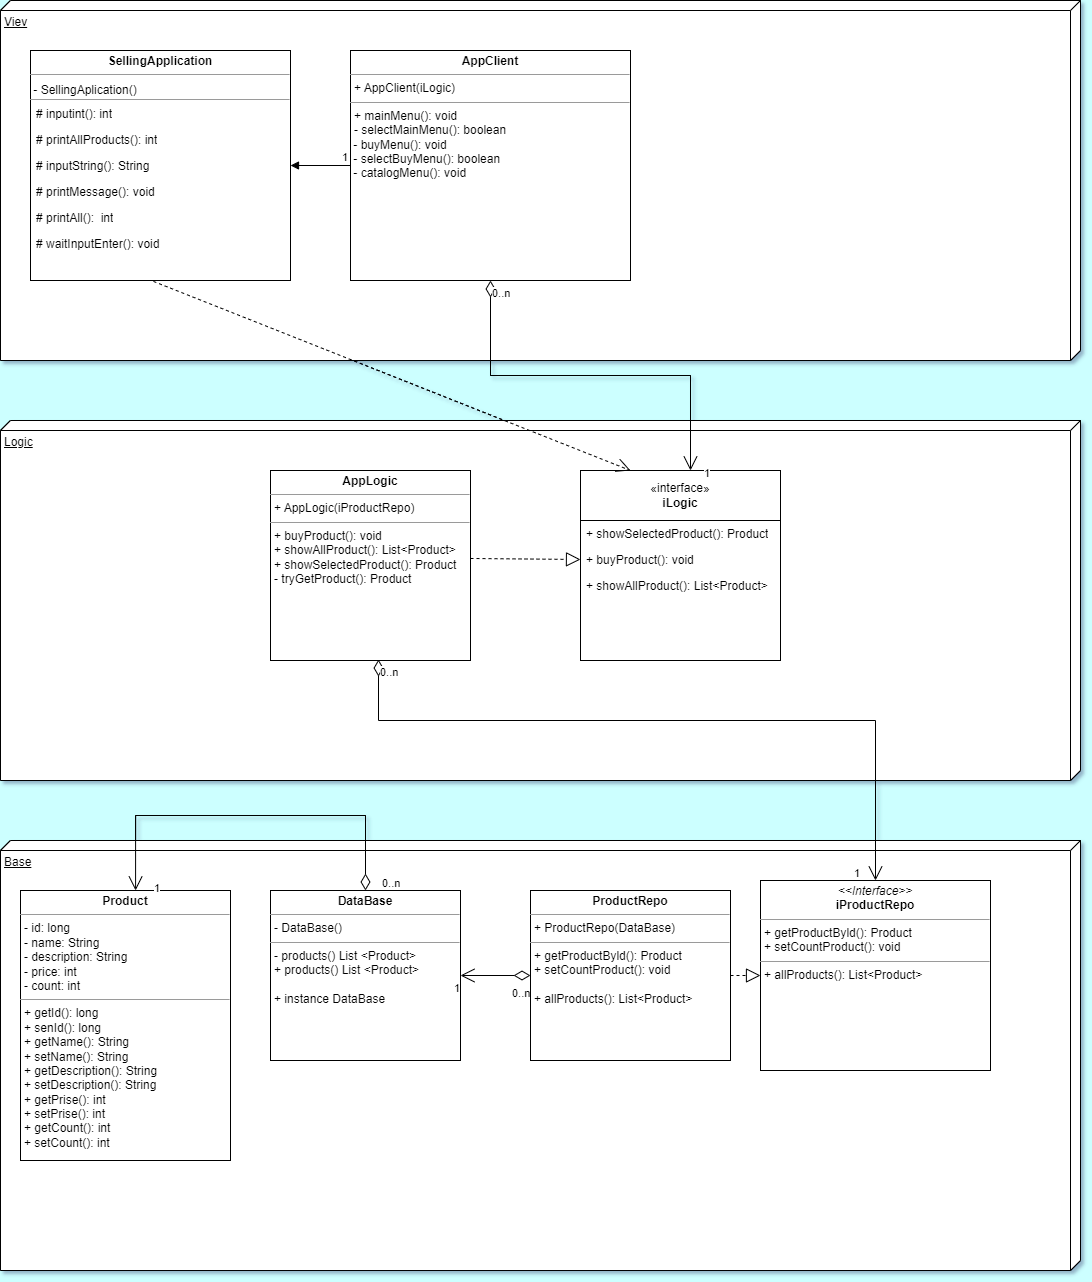 Viev
SellingApplication
- SellingAplication()
# inputint(): int
# printAllProducts(): int
# inputString(): String
# printMessage(): void
# printAll():  int
# waitInputEnter(): void
AppClient
+ AppClient(iLogic)
+ mainMenu(): void
- selectMainMenu(): boolean
- buyMenu(): void
- selectBuyMenu(): boolean
- catalogMenu(): void
1
0..n
Logic
AppLogic
+ AppLogic(iProductRepo)
+ buyProduct(): void
+ showAllProduct(): List<Product>
+ showSelectedProduct(): Product
- tryGetProduct(): Product
1
«interface»
iLogic
+ showSelectedProduct(): Product
+ buyProduct(): void
+ showAllProduct(): List<Product>
0..n
Base
1
Product
- id: long
- name: String
- description: String
- price: int
- count: int
+ getId(): long
+ senId(): long
+ getName(): String
+ setName(): String
+ getDescription(): String
+ setDescription(): String
+ getPrise(): int
+ setPrise(): int
+ getCount(): int
+ setCount(): int
0..n
DataBase
- DataBase()
- products() List <Product>
+ products() List <Product>
+ instance DataBase
1
0..n
ProductRepo
+ ProductRepo(DataBase)
+ getProductById(): Product
+ setCountProduct(): void
+ allProducts(): List<Product>
1
<<Interface>>
iProductRepo
+ getProductById(): Product
+ setCountProduct(): void
+ allProducts(): List<Product>